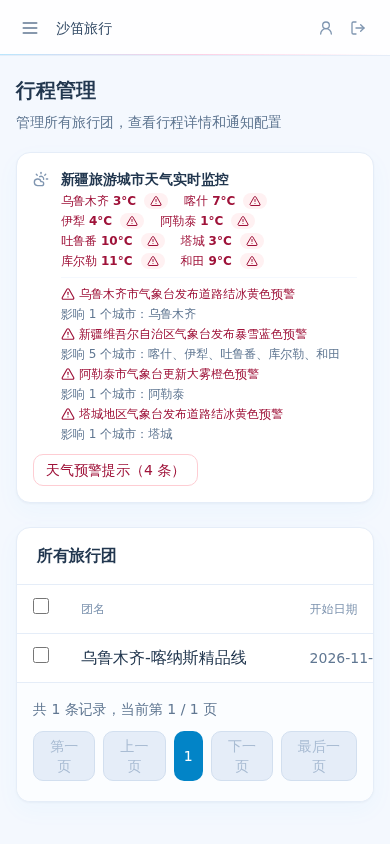 沙笛旅行
行程管理
管理所有旅行团，查看行程详情和通知配置
新疆旅游城市天气实时监控
乌鲁木齐 3°C 喀什 7°C
伊犁 4°C 阿勒泰 1°C
吐鲁番 10°C 塔城 3°C
库尔勒 11°C 和田 9°C
乌鲁木齐市气象台发布道路结冰黄色预警
影响 1 个城市：乌鲁木齐
新疆维吾尔自治区气象台发布暴雪蓝色预警
影响 5 个城市：喀什、伊犁、吐鲁番、库尔勒、和田
阿勒泰市气象台更新大雾橙色预警
影响 1 个城市：阿勒泰
塔城地区气象台发布道路结冰黄色预警
影响 1 个城市：塔城
天气预警提示（4 条）
所有旅行团
团名 开始日期
乌鲁木齐-喀纳斯精品线 2026-11-
共 1 条记录，当前第 1 / 1 页
第一页 上一页 1 下一页 最后一页